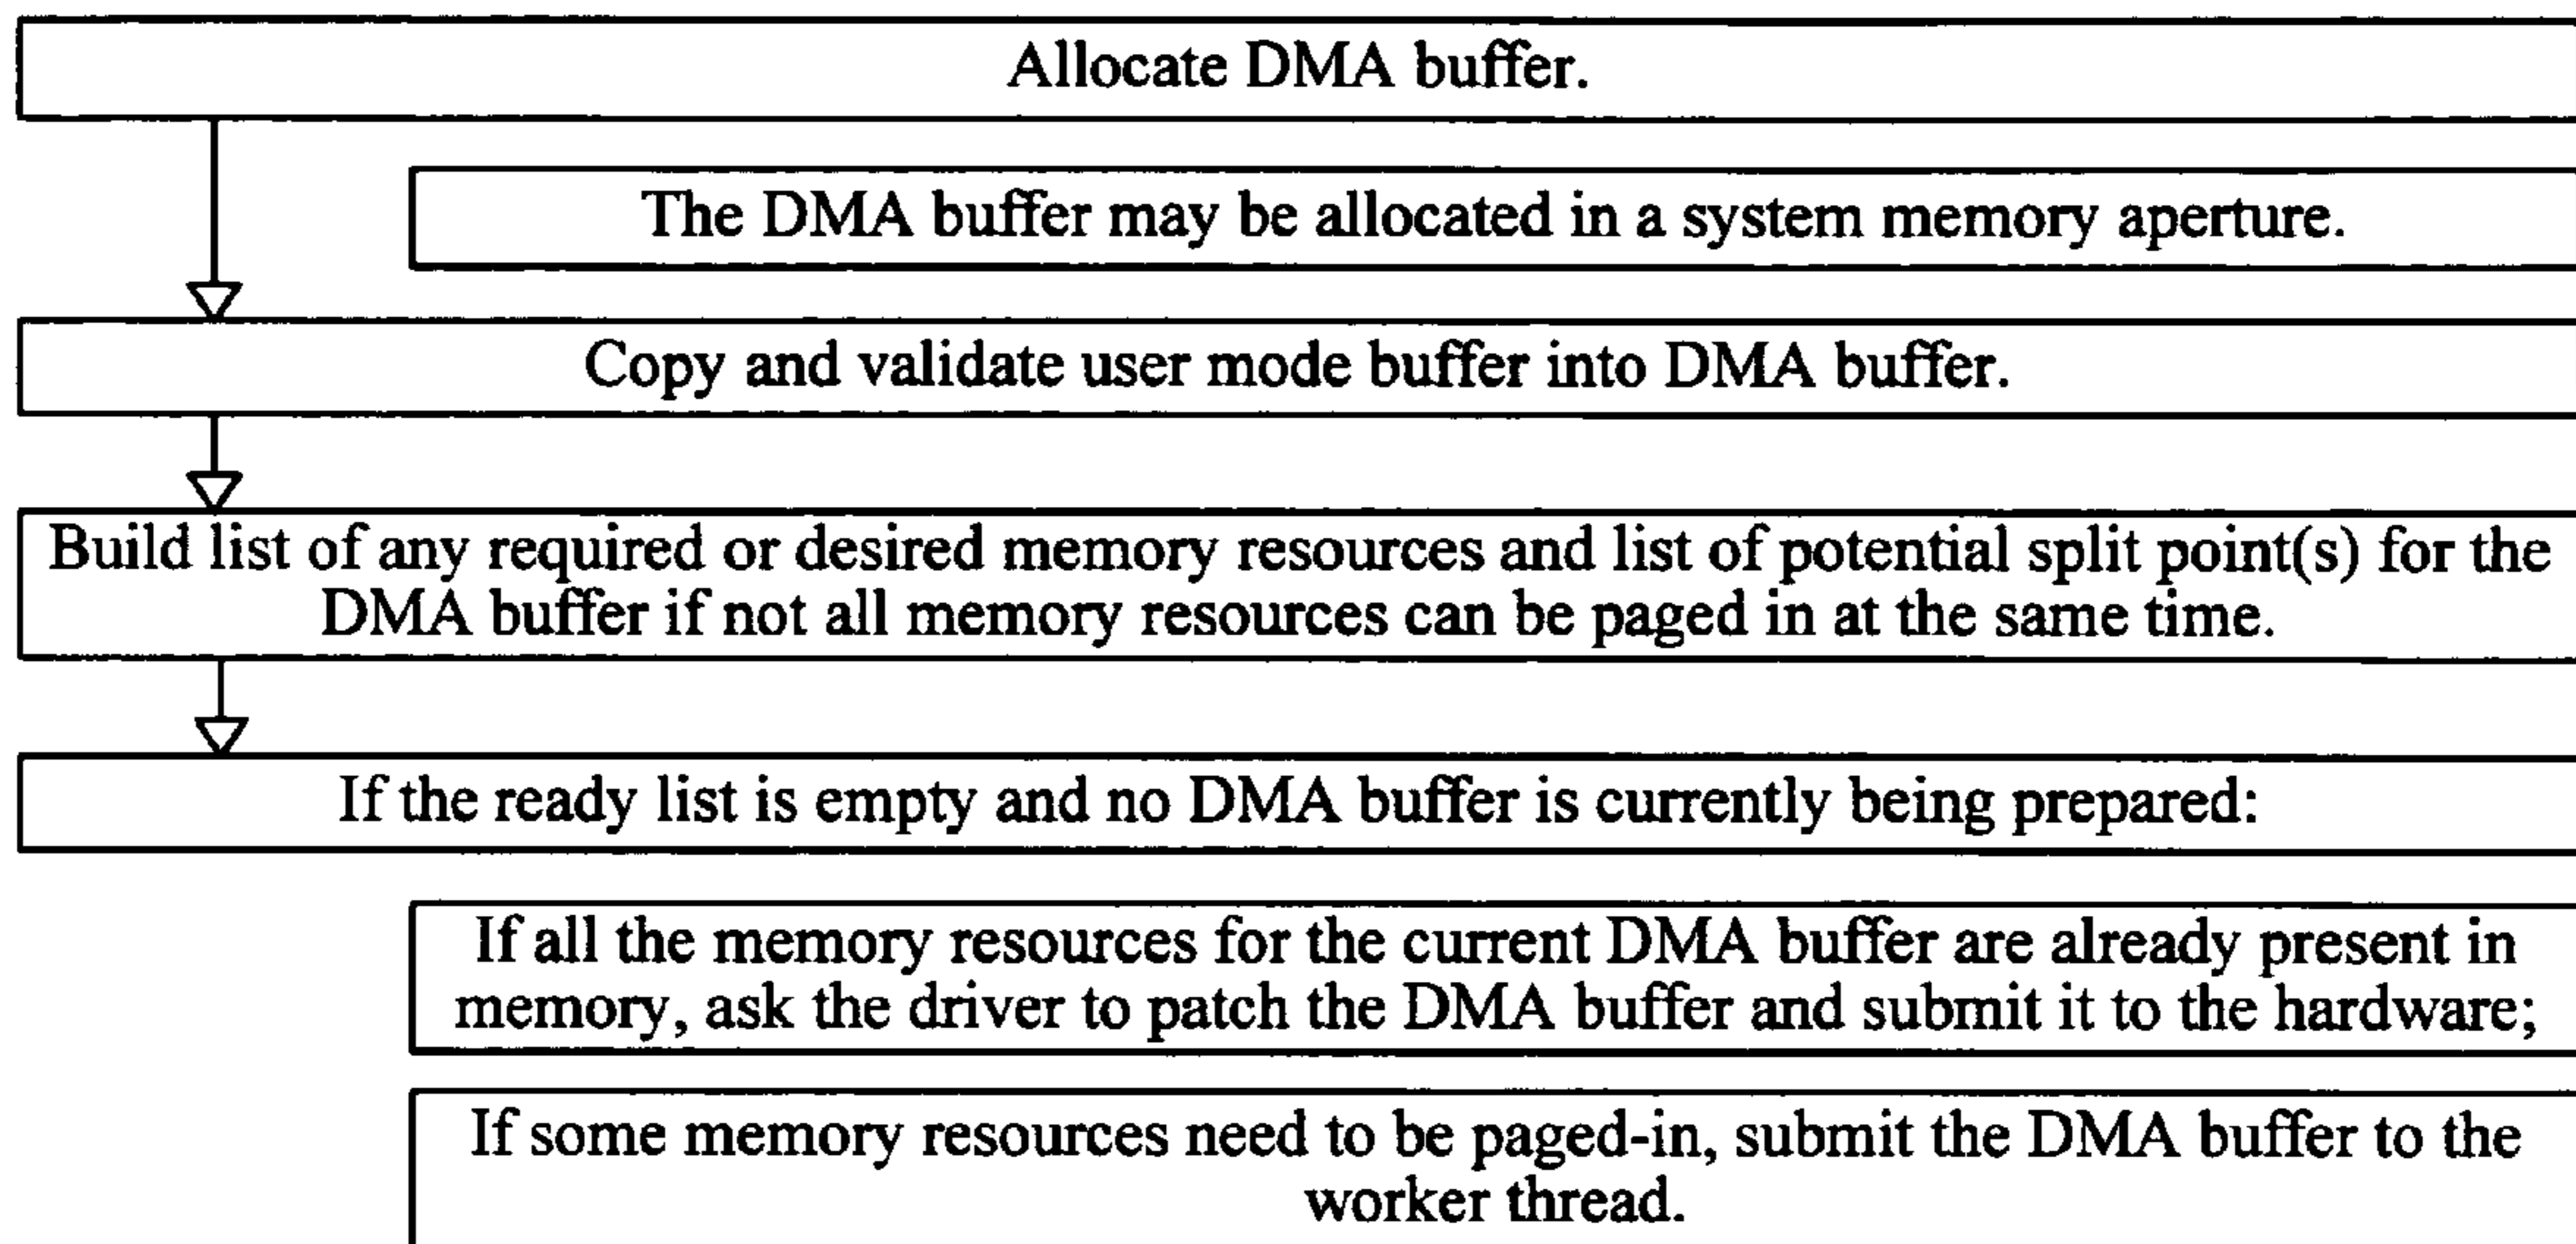 Allocate DMA buffer.
The DMA buffer may be allocated in a system memory aperture.
Copy and validate user mode buffer into DMA buffer.
Build list of any required or desired memory resources and list of potential split point(s) for the
DMA buffer if not all memory resources can be paged in at the same time.
If the ready list is empty and no DMA buffer is currently being prepared:
If all the memory resources for the current DMA buffer are already present in
memory, ask the driver to patch the DMA buffer and submit it to the hardware;
If some memory resources need to be paged-in, submit the DMA buffer to the
worker thread.